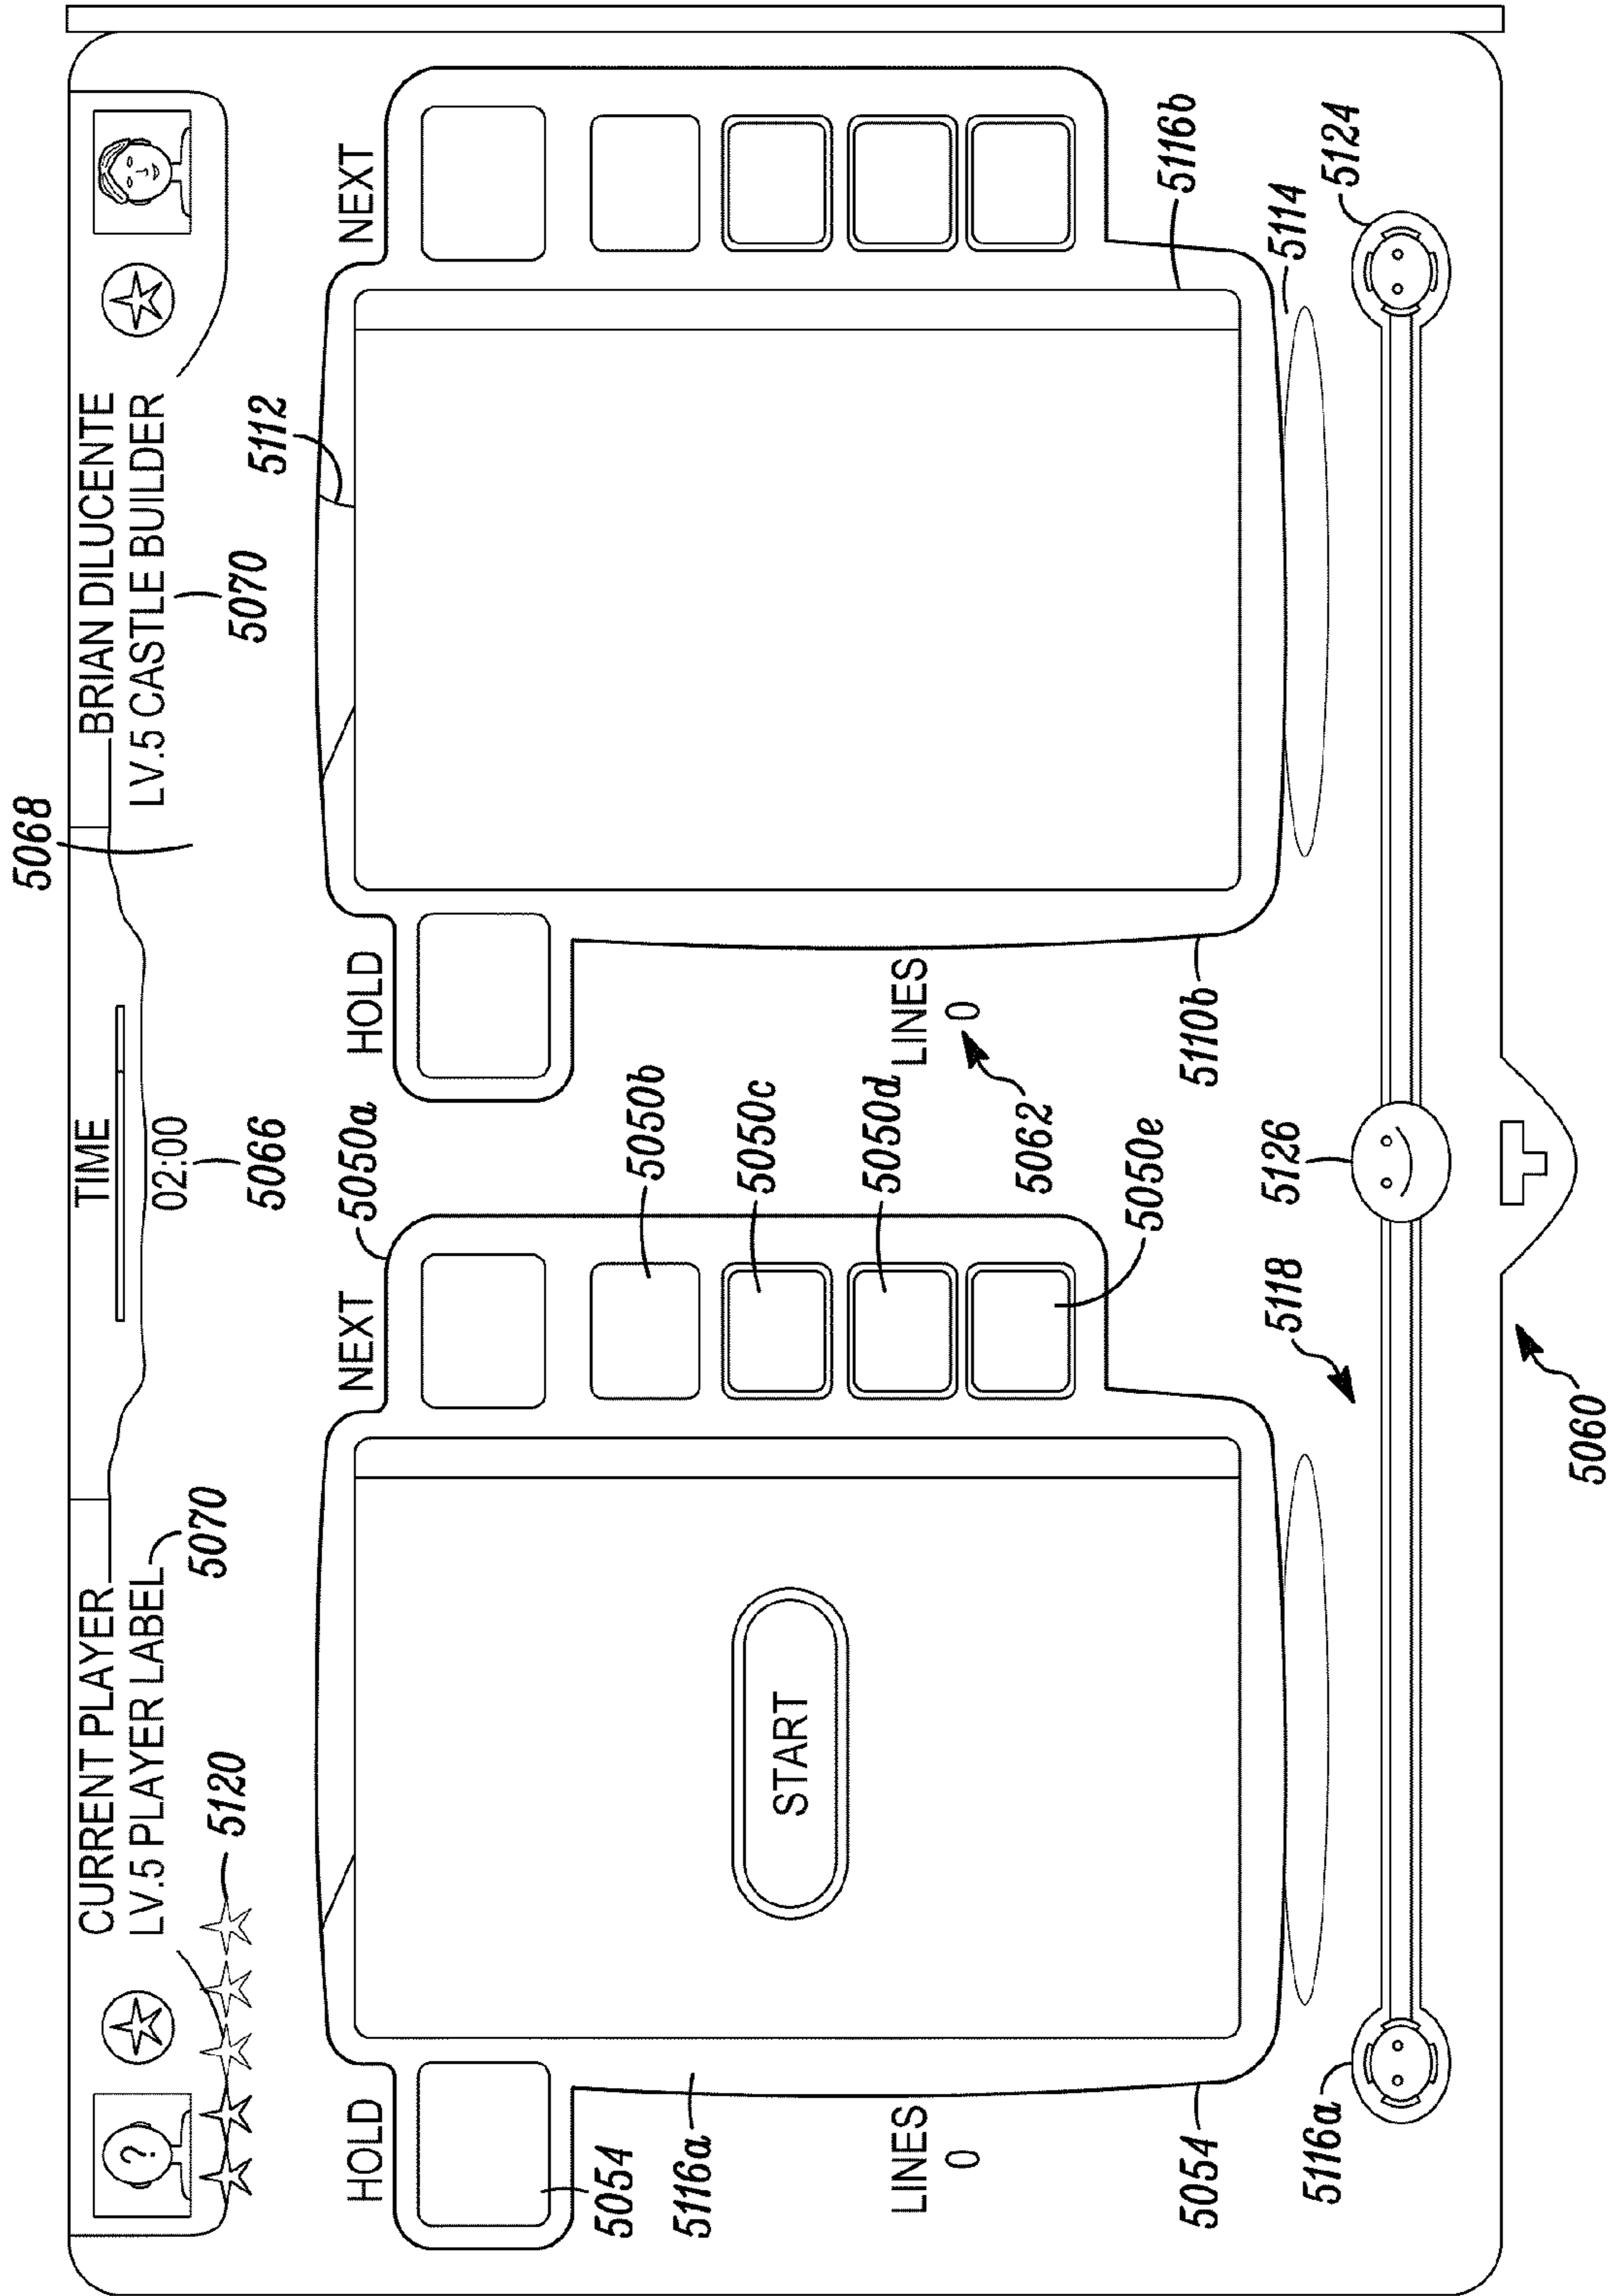 5068
CURRENT PLAYER
LV.5 PLAYER LABEL
5070
5120
TIME
02:00
5066
BRIAN DILUCENTE
LV.5 CASTLE BUILDER
5070
5112
?
HOLD
NEXT
5050a
HOLD
NEXT
5054
5116a
START
5050b
5050c
5050d
5050e
5062
LINES
0
LINES
0
5054
5110b
5116b
5114
5116a
5118
5126
5124
5060